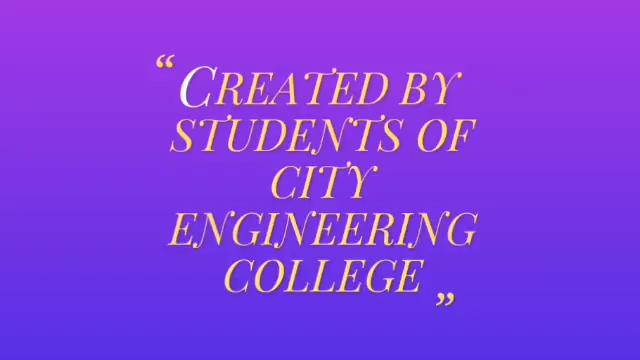 “ CREATED BY
STUDENTS OF
CITY
ENGINEERING
COLLEGE „